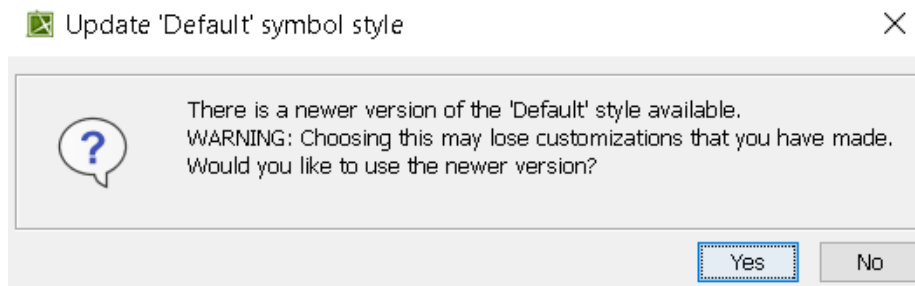 Update 'Default' symbol style
There is a newer version of the 'Default' style available.
WARNING: Choosing this may lose customizations that you have made.
Would you like to use the newer version?
Yes No